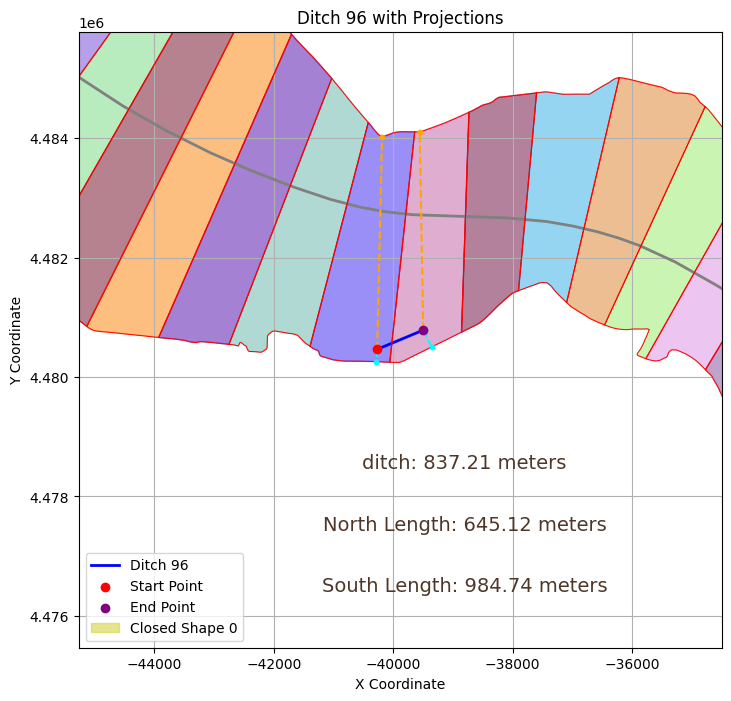 Ditch 96 with Projections
1e6
4.484
4.482
4.480
4.478
4.476
Y Coordinate
ditch: 837.21 meters
North Length: 645.12 meters
South Length: 984.74 meters
Ditch 96
Start Point
End Point
Closed Shape 0
−44000 −42000 −40000 −38000 −36000
X Coordinate